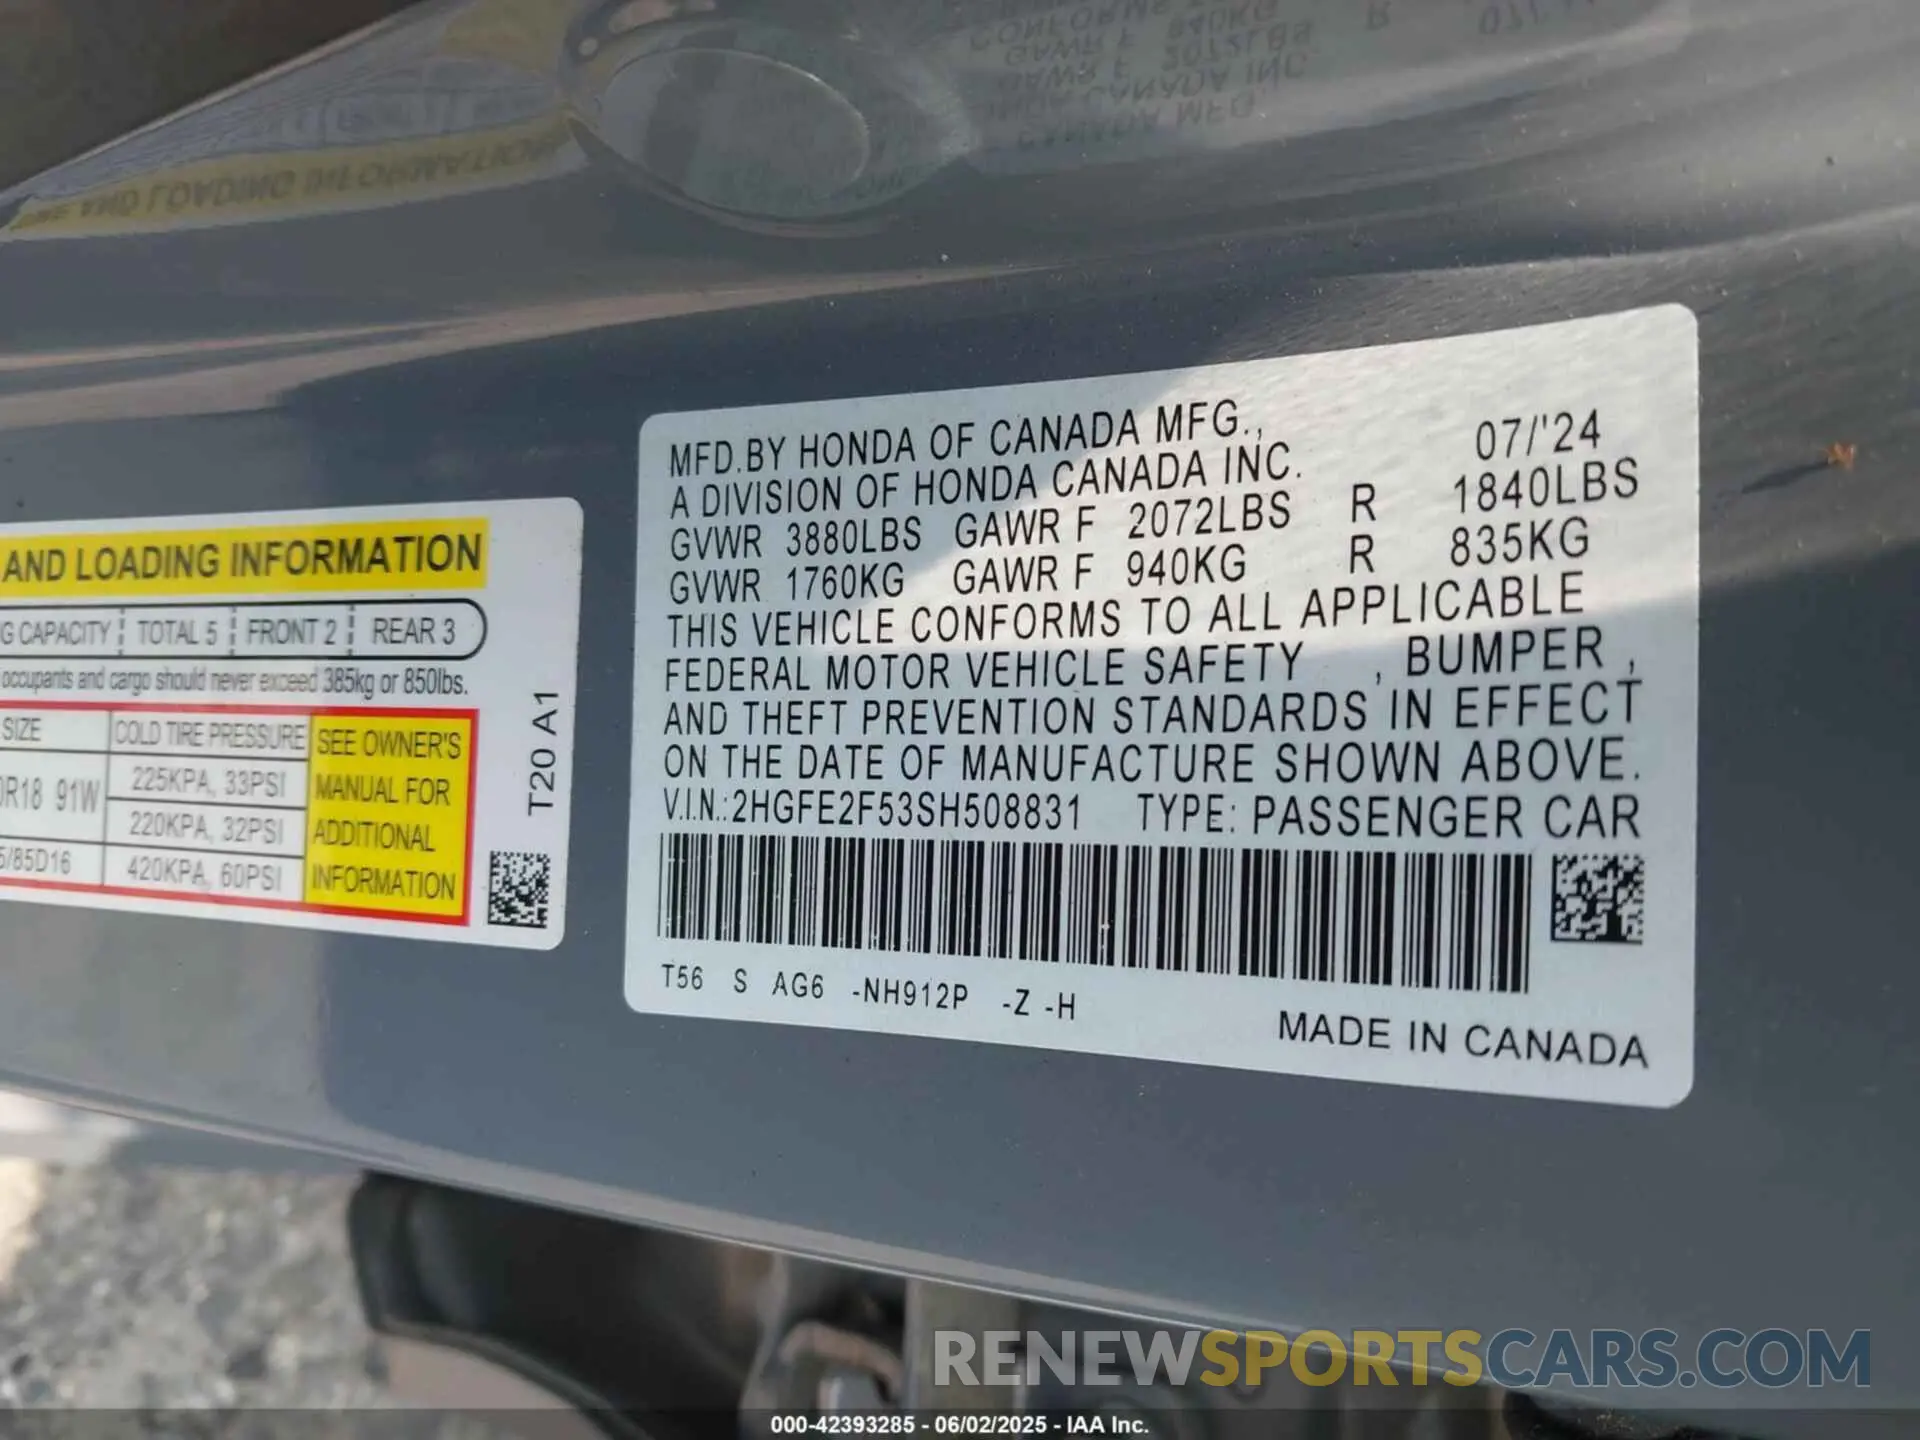 AND LOADING INFORMATION
G CAPACITY TOTAL 5 FRONT 2 REAR 3
occupants and cargo should never exceed 385kg or 850lbs.
SIZE COLD TIRE PRESSURE
0R18 91W 225KPA, 33PSI
220KPA, 32PSI
5/85D16 420KPA, 60PSI
SEE OWNER'S
MANUAL FOR
ADDITIONAL
INFORMATION
T20 A1
MFD.BY HONDA OF CANADA MFG., 07/'24
A DIVISION OF HONDA CANADA INC.
GVWR 3880LBS GAWR F 2072LBS R 1840LBS
GVWR 1760KG GAWR F 940KG R 835KG
THIS VEHICLE CONFORMS TO ALL APPLICABLE
FEDERAL MOTOR VEHICLE SAFETY , BUMPER ,
AND THEFT PREVENTION STANDARDS IN EFFECT
ON THE DATE OF MANUFACTURE SHOWN ABOVE.
V.I.N.:2HGFE2F53SH508831 TYPE: PASSENGER CAR
T56 S AG6 -NH912P -Z -H
MADE IN CANADA
RENEWSPORTSCARS.COM
000-42393285 - 06/02/2025 - IAA Inc.